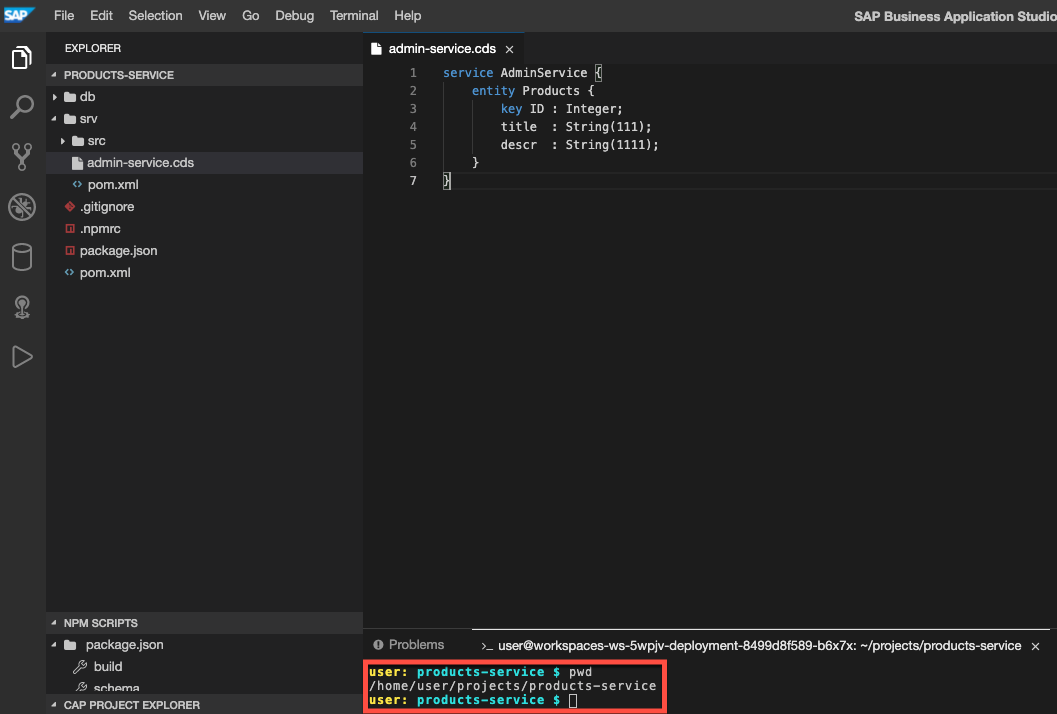 SAP File Edit Selection View Go Debug Terminal Help SAP Business Application Studio
EXPLORER
PRODUCTS-SERVICE
db
srv
src
admin-service.cds
pom.xml
.gitignore
.npmrc
package.json
pom.xml
NPM SCRIPTS
package.json
build
schema
CAP PROJECT EXPLORER
admin-service.cds ×
1 service AdminService {
2 entity Products {
3 key ID : Integer;
4 title : String(111);
5 descr : String(1111);
6 }
7 }
Problems >_ user@workspaces-ws-5wpjv-deployment-8499d8f589-b6x7x: ~/projects/products-service ×
user: products-service $ pwd
/home/user/projects/products-service
user: products-service $